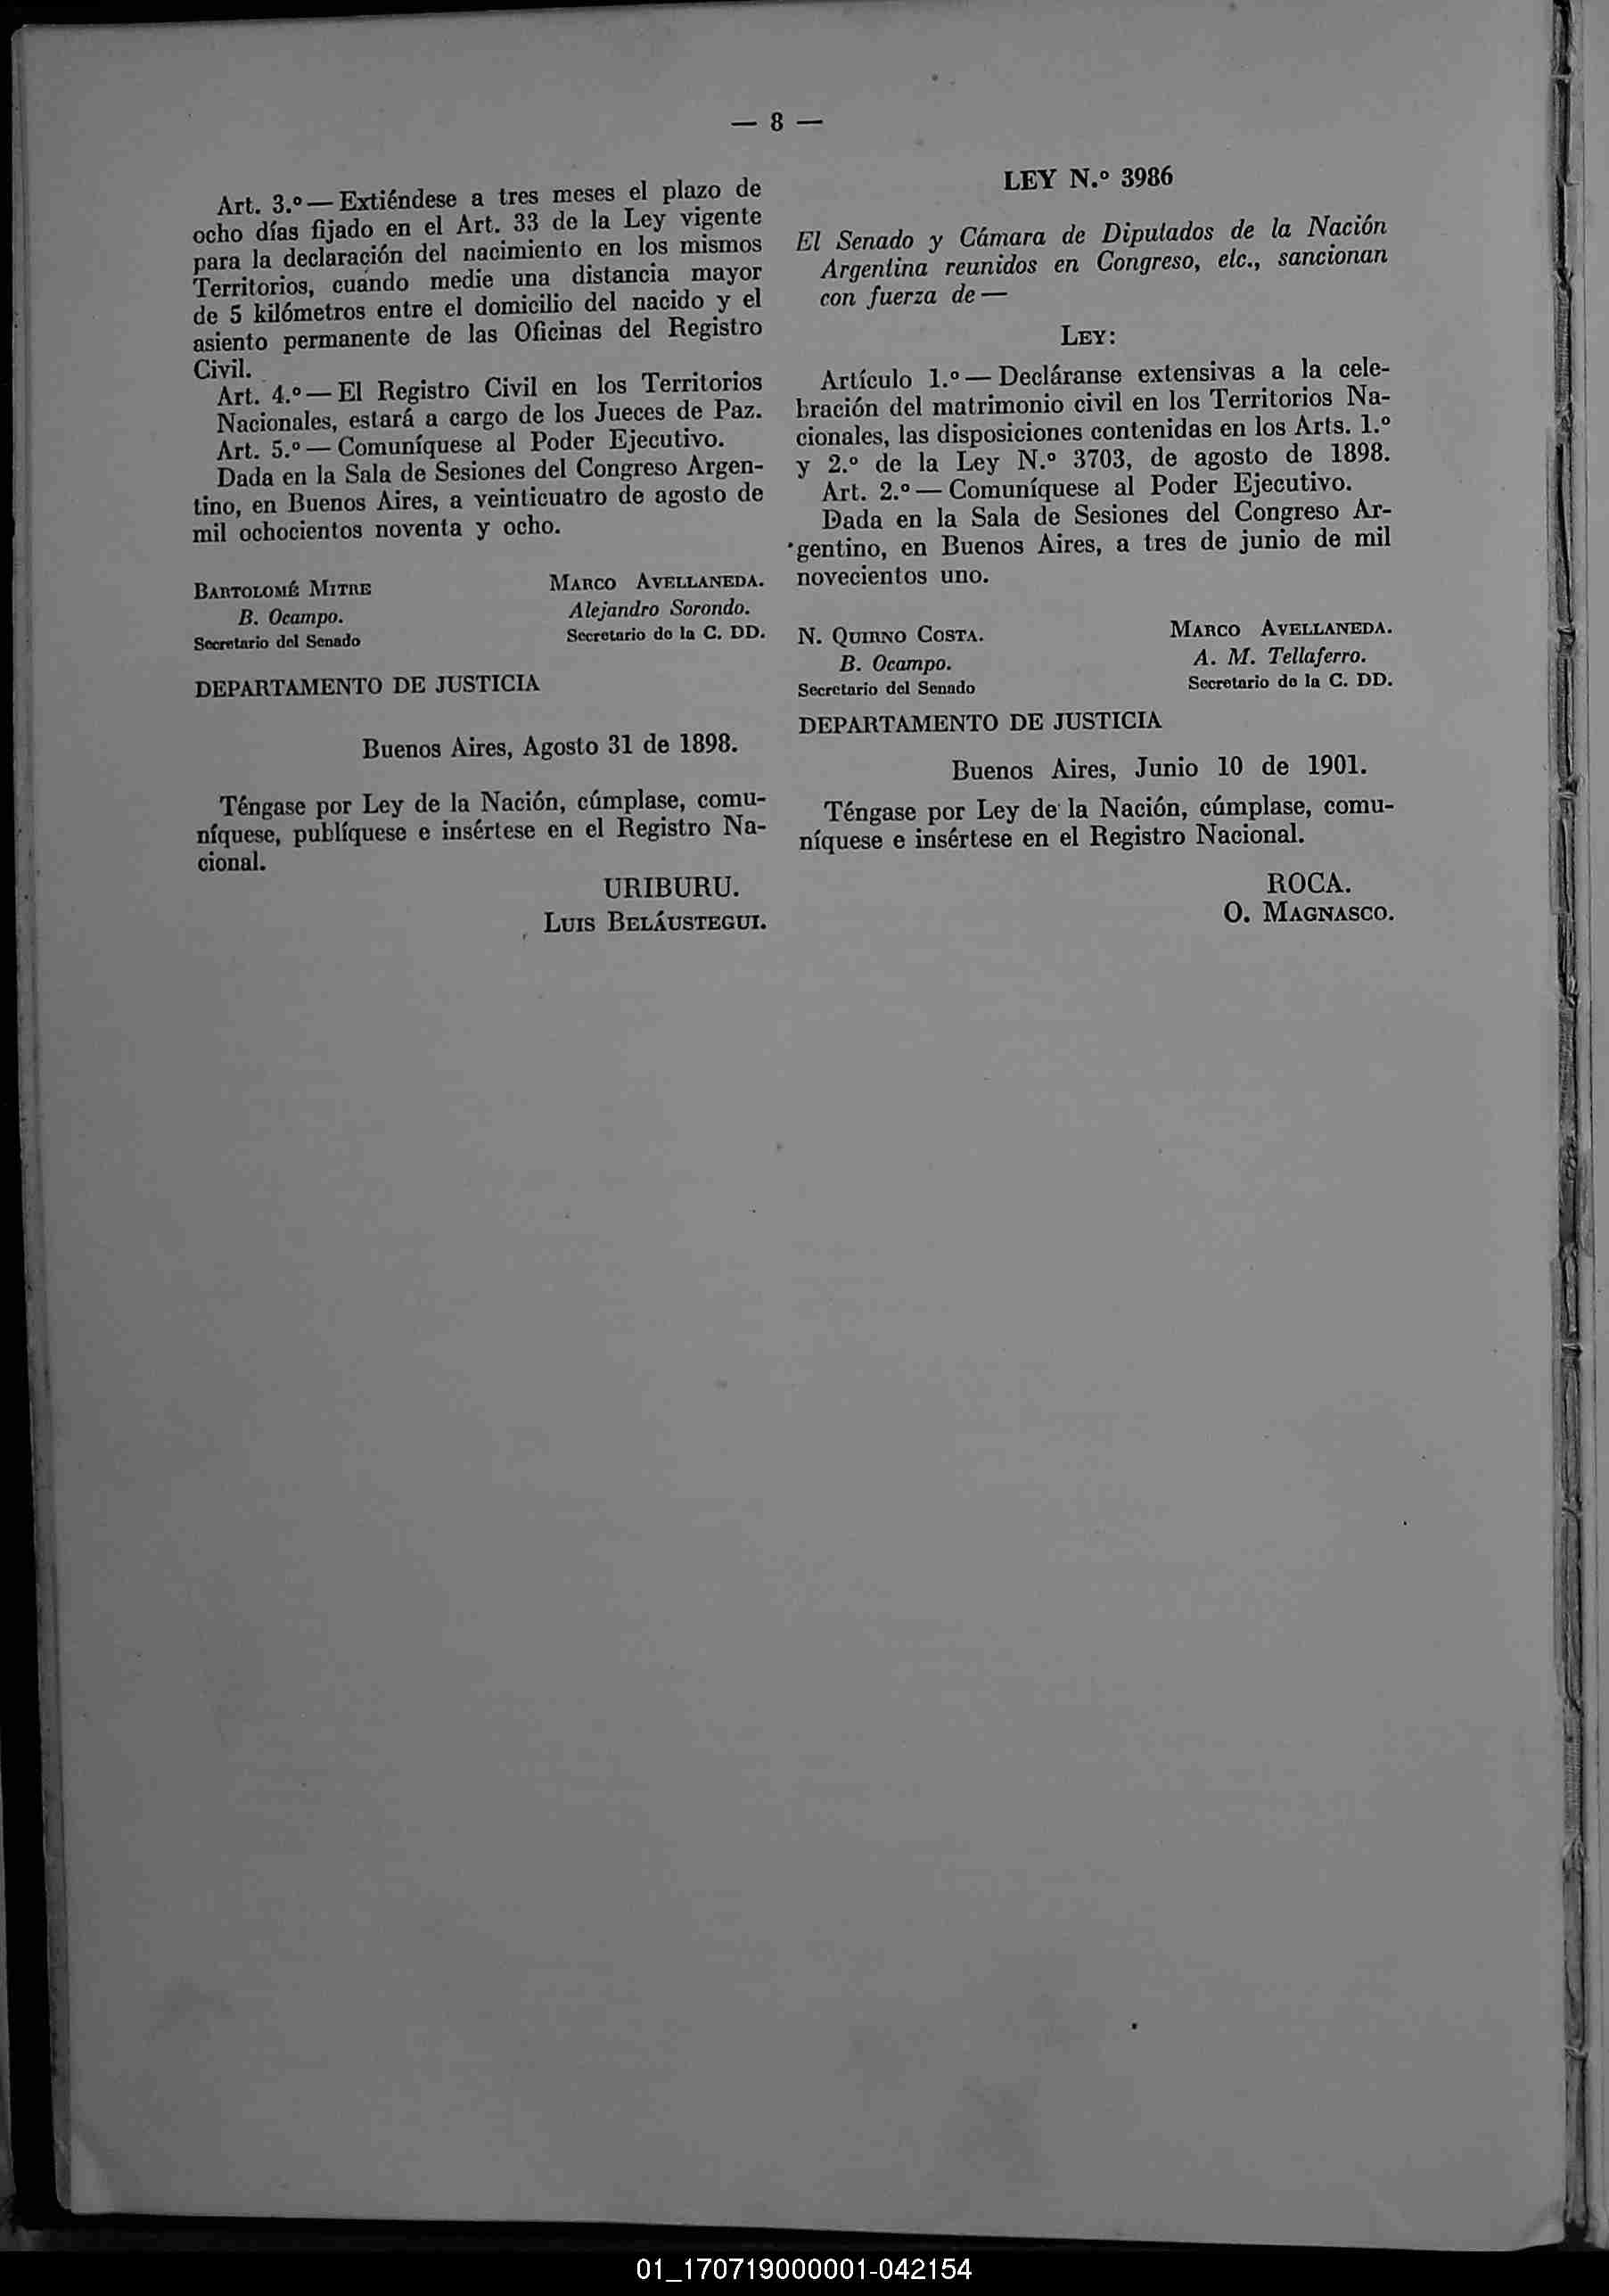 — 8 —
Art. 3.º — Extiéndese a tres meses el plazo de
ocho días fijado en el Art. 33 de la Ley vigente
para la declaración del nacimiento en los mismos
Territorios, cuando medie una distancia mayor
de 5 kilómetros entre el domicilio del nacido y el
asiento permanente de las Oficinas del Registro
Civil.
Art. 4.º — El Registro Civil en los Territorios
Nacionales, estará a cargo de los Jueces de Paz.
Art. 5.º — Comuníquese al Poder Ejecutivo.
Dada en la Sala de Sesiones del Congreso Argen-
tino, en Buenos Aires, a veinticuatro de agosto de
mil ochocientos noventa y ocho.
BARTOLOMÉ MITRE MARCO AVELLANEDA.
B. Ocampo. Alejandro Sorondo.
Secretario del Senado Secretario de la C. DD.
DEPARTAMENTO DE JUSTICIA
Buenos Aires, Agosto 31 de 1898.
Téngase por Ley de la Nación, cúmplase, comu-
níquese, publíquese e insértese en el Registro Na-
cional.
URIBURU.
LUIS BELÁUSTEGUI.
LEY N.º 3986
El Senado y Cámara de Diputados de la Nación
Argentina reunidos en Congreso, etc., sancionan
con fuerza de —
LEY:
Artículo 1.º — Decláranse extensivas a la cele-
bración del matrimonio civil en los Territorios Na-
cionales, las disposiciones contenidas en los Arts. 1.º
y 2.º de la Ley N.º 3703, de agosto de 1898.
Art. 2.º — Comuníquese al Poder Ejecutivo.
Dada en la Sala de Sesiones del Congreso Ar-
gentino, en Buenos Aires, a tres de junio de mil
novecientos uno.
N. QUIRNO COSTA. MARCO AVELLANEDA.
B. Ocampo. A. M. Tellaferro.
Secretario del Senado Secretario de la C. DD.
DEPARTAMENTO DE JUSTICIA
Buenos Aires, Junio 10 de 1901.
Téngase por Ley de la Nación, cúmplase, comu-
níquese e insértese en el Registro Nacional.
ROCA.
O. MAGNASCO.
01_170719000001-042154